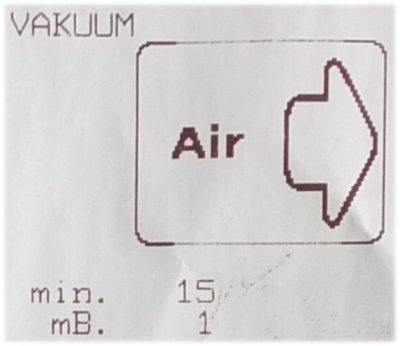 VAKUUM
Air
min. 15
mB. 1